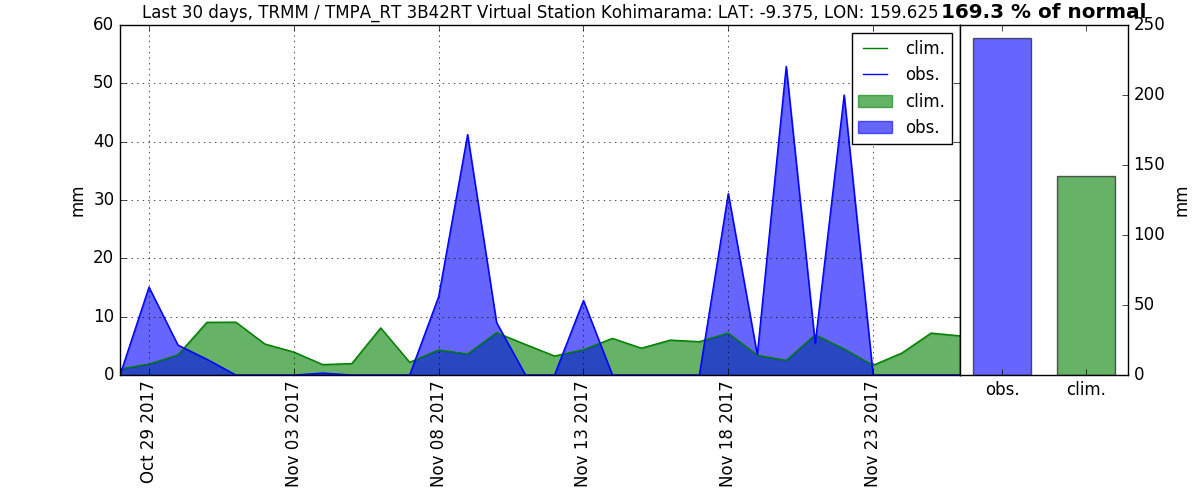 Last 30 days, TRMM / TMPA_RT 3B42RT Virtual Station Kohimarama: LAT: -9.375, LON: 159.625
169.3 % of normal
clim.
obs.
clim.
obs.
mm
60
50
40
30
20
10
0
Oct 29 2017
Nov 03 2017
Nov 08 2017
Nov 13 2017
Nov 18 2017
Nov 23 2017
250
200
150
100
50
0
mm
obs.
clim.